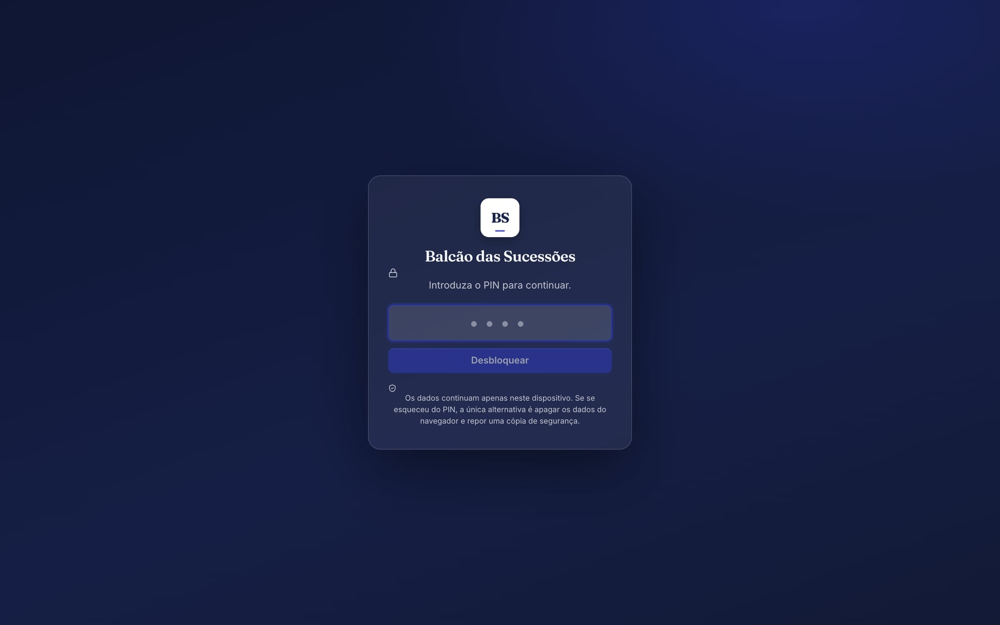 BS
Balcão das Sucessões
Introduza o PIN para continuar.
Desbloquear
Os dados continuam apenas neste dispositivo. Se se
esqueceu do PIN, a única alternativa é apagar os dados do
navegador e repor uma cópia de segurança.